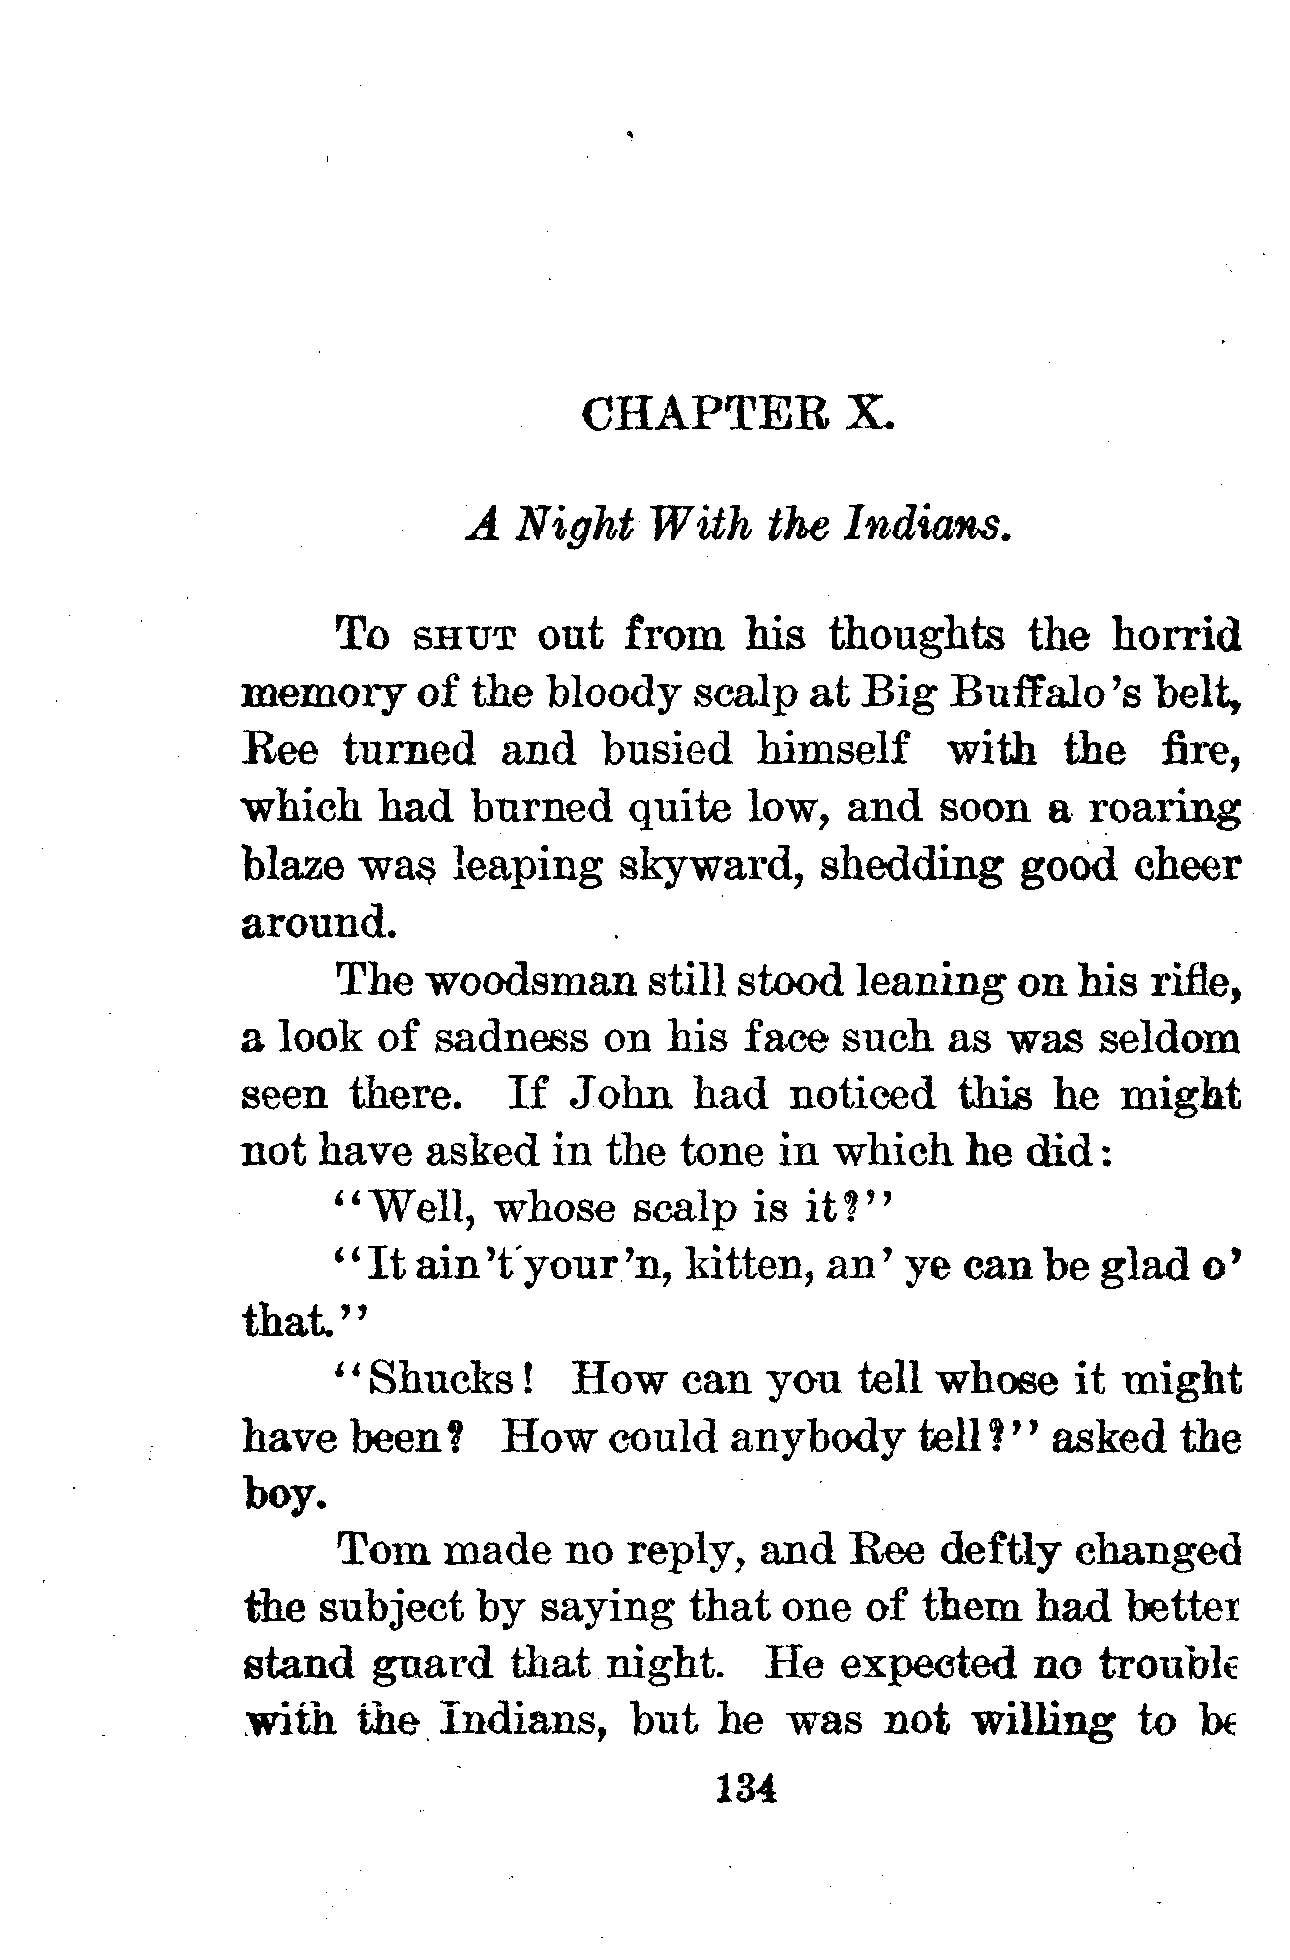 CHAPTER X.
A Night With the Indians.
To SHUT out from his thoughts the horrid
memory of the bloody scalp at Big Buffalo's belt,
Ree turned and busied himself with the fire,
which had burned quite low, and soon a roaring
blaze was leaping skyward, shedding good cheer
around.
The woodsman still stood leaning on his rifle,
a look of sadness on his face such as was seldom
seen there. If John had noticed this he might
not have asked in the tone in which he did:
"Well, whose scalp is it?"
"It ain't your'n, kitten, an' ye can be glad o'
that."
"Shucks! How can you tell whose it might
have been? How could anybody tell?" asked the
boy.
Tom made no reply, and Ree deftly changed
the subject by saying that one of them had better
stand guard that night. He expected no trouble
with the Indians, but he was not willing to be
134